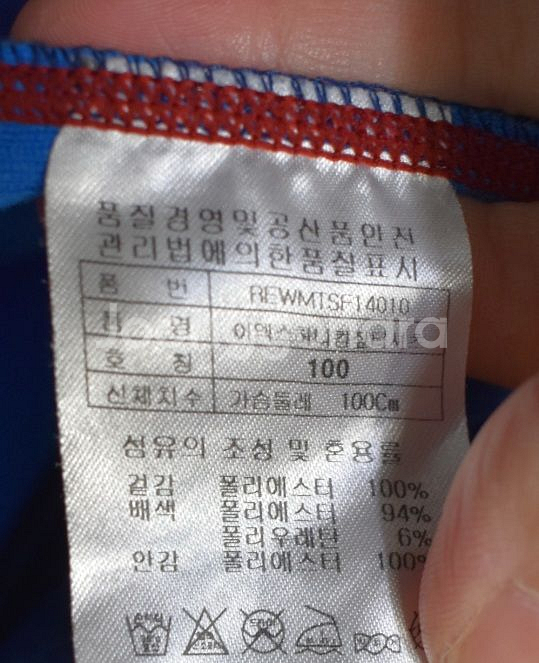 품질경영및공산품안전
관리법에의한품질표시
품 번 REWMTSF14010
품 명
호 칭 100
신체치수 가슴둘레 100Cm
섬유의 조성 및 혼용률
겉감 폴리에스터 100%
배색 폴리에스터 94%
폴리우레탄 6%
안감 폴리에스터 100%